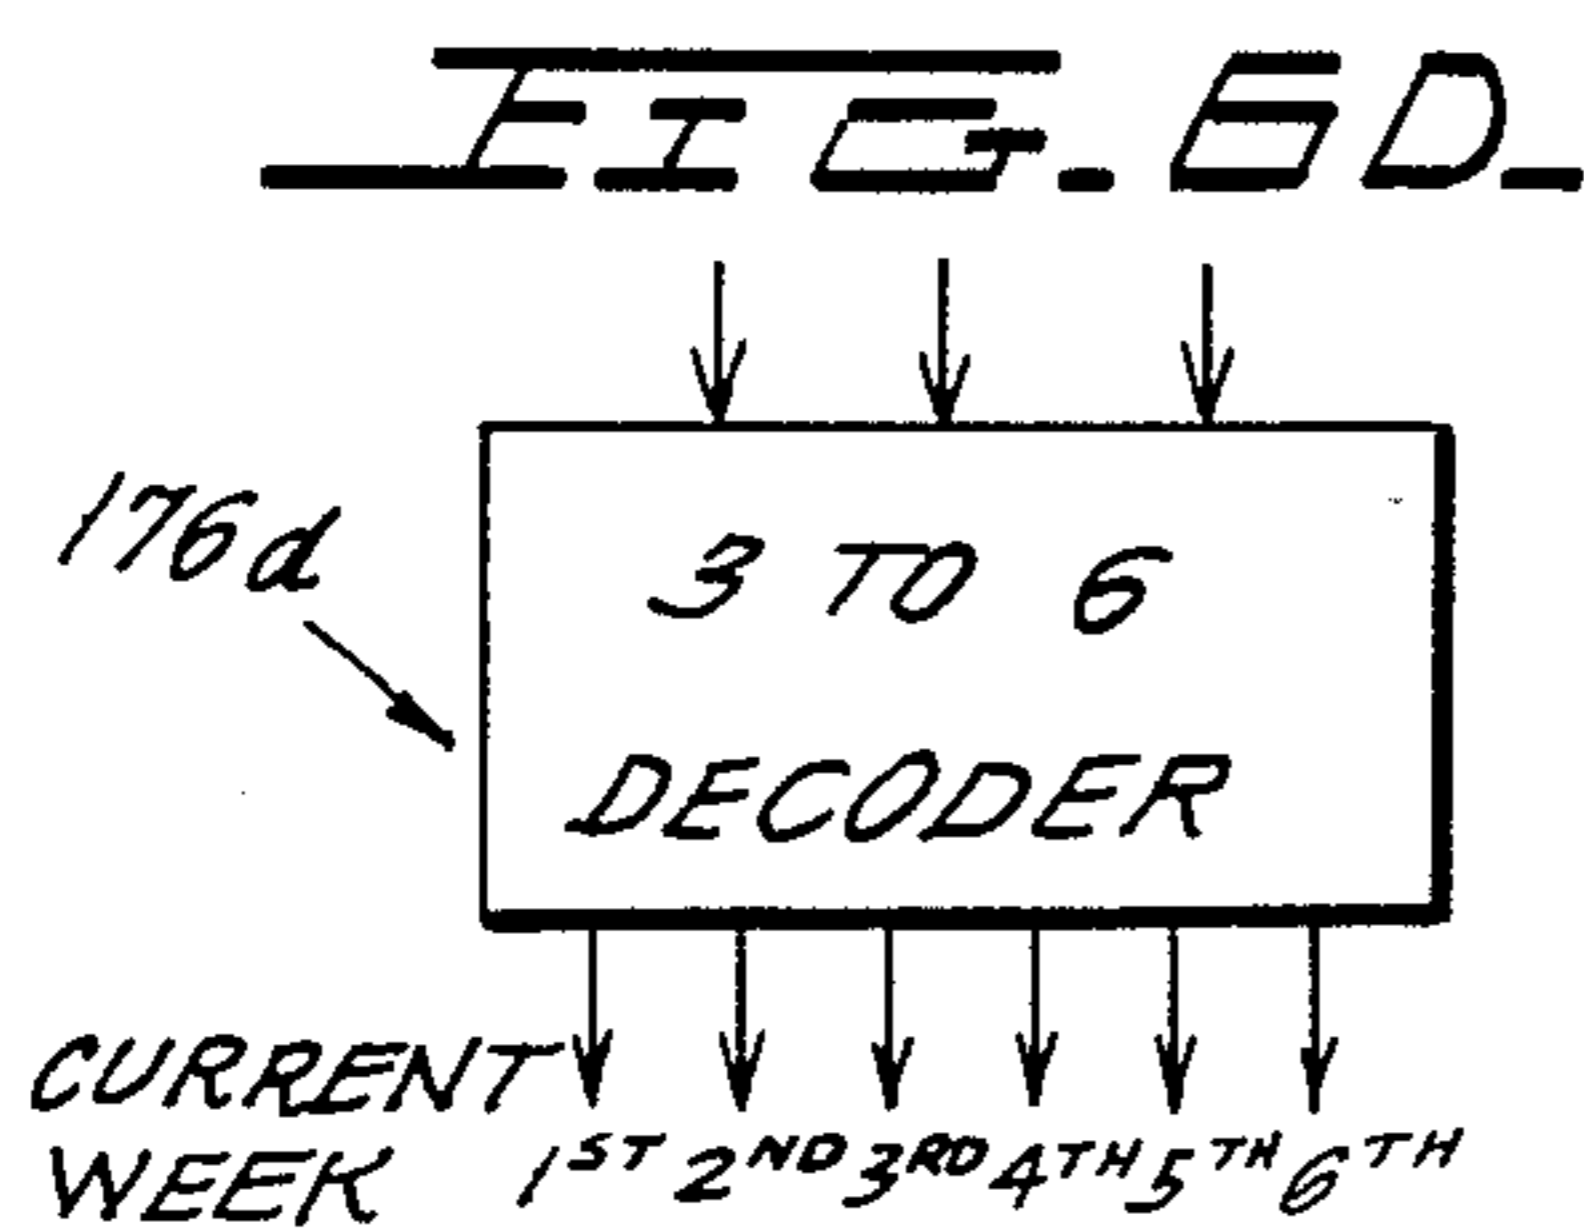 FIG. 6D.
176d
3 TO 6
DECODER
CURRENT
WEEK 1ST 2ND 3RD 4TH 5TH 6TH